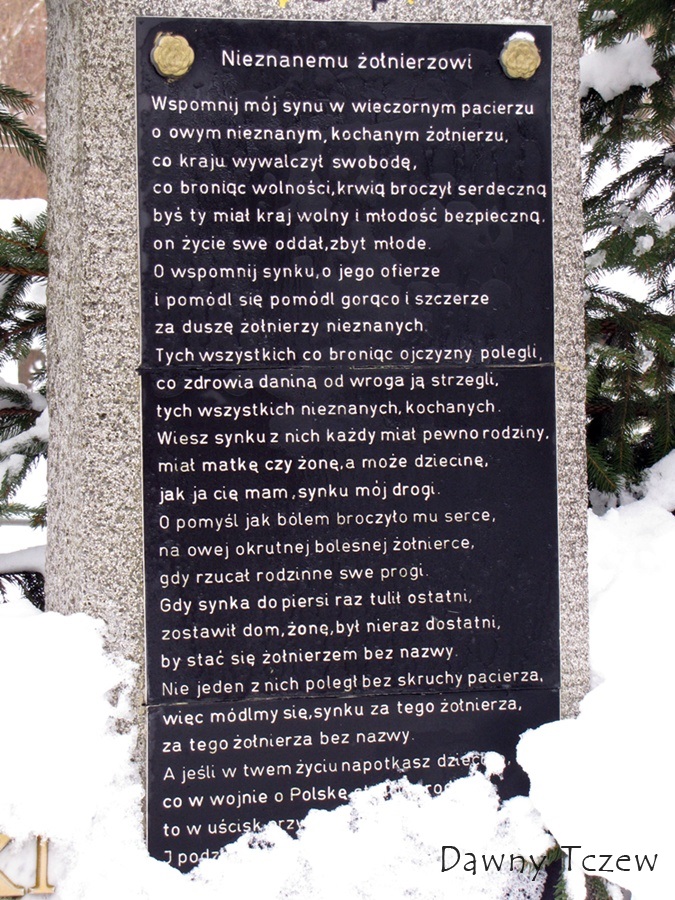 Nieznanemu żołnierzowi
Wspomnij mój synu w wieczornym pacierzu
o owym nieznanym, kochanym żołnierzu,
co kraju wywalczył swobodę,
co broniąc wolności, krwią broczył serdeczną
byś ty miał kraj wolny i młodość bezpieczną,
on życie swe oddał, zbyt młode.
O wspomnij synku, o jego ofierze
i pomódl się pomódl gorąco i szczerze
za duszę żołnierzy nieznanych.
Tych wszystkich co broniąc ojczyzny polegli,
co zdrowia daniną od wroga ją strzegli,
tych wszystkich nieznanych, kochanych.
Wiesz synku z nich każdy miał pewno rodziny,
miał matkę czy żonę, a może dziecinę,
jak ja cię mam, synku mój drogi.
O pomyśl jak bólem broczyło mu serce,
na owej okrutnej bolesnej żołnierce,
gdy rzucał rodzinne swe progi.
Gdy synka do piersi raz tulił ostatni,
zostawił dom, żonę, był nieraz dostatni,
by stać się żołnierzem bez nazwy.
Nie jeden z nich poległ bez skruchy pacierza,
więc módlmy się, synku za tego żołnierza,
za tego żołnierza bez nazwy.
A jeśli w twem życiu napotkasz
co w wojnie o Polskę
to w uścisk
J
KI
Dawny Tczew